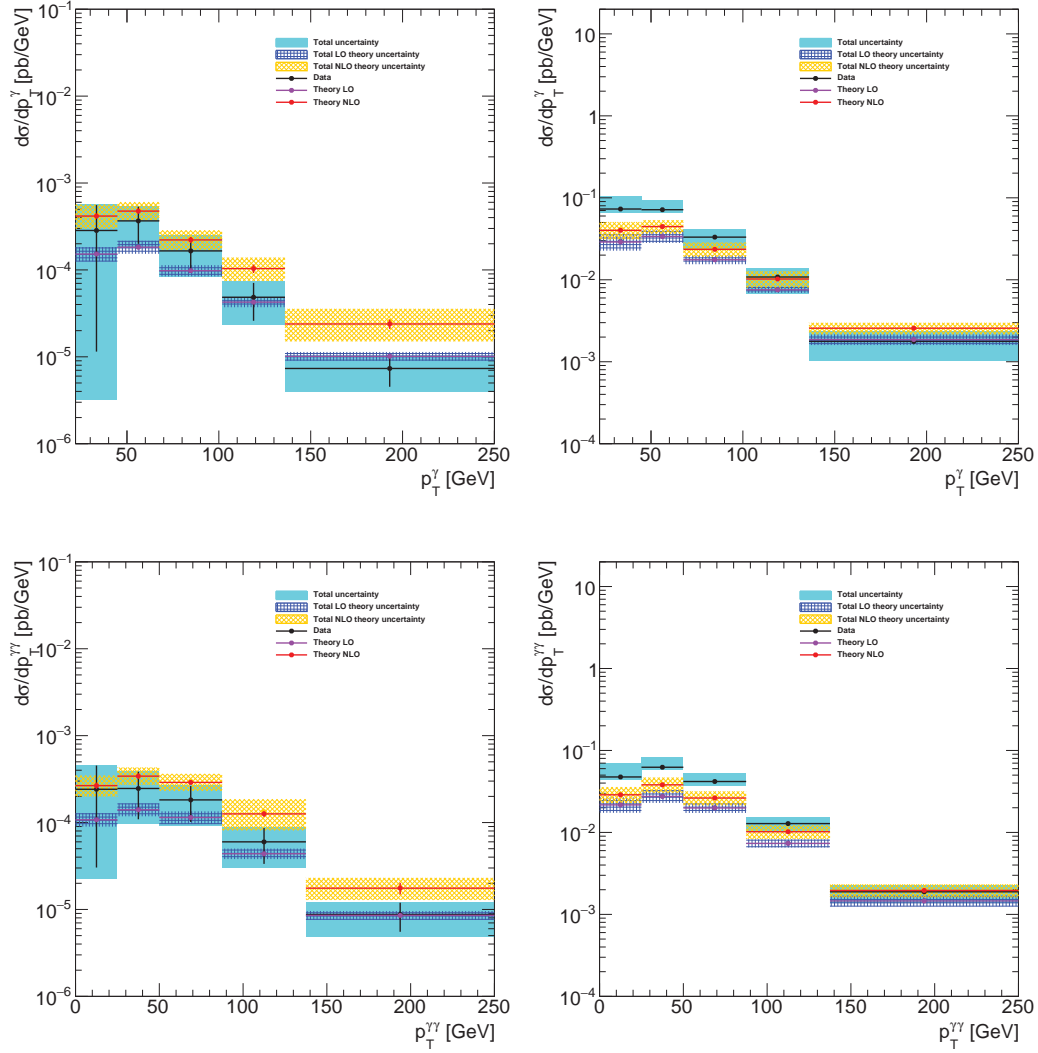 dσ/dp_T^γ [pb/GeV]
10⁻¹
10⁻²
10⁻³
10⁻⁴
10⁻⁵
10⁻⁶
Total uncertainty
Total LO theory uncertainty
Total NLO theory uncertainty
Data
Theory LO
Theory NLO
50 100 150 200 250
p_T^γ [GeV]
dσ/dp_T^γ [pb/GeV]
10
1
10⁻¹
10⁻²
10⁻³
10⁻⁴
Total uncertainty
Total LO theory uncertainty
Total NLO theory uncertainty
Data
Theory LO
Theory NLO
50 100 150 200 250
p_T^γ [GeV]
dσ/dp_T^γγ [pb/GeV]
10⁻¹
10⁻²
10⁻³
10⁻⁴
10⁻⁵
10⁻⁶
Total uncertainty
Total LO theory uncertainty
Total NLO theory uncertainty
Data
Theory LO
Theory NLO
0 50 100 150 200 250
p_T^γγ [GeV]
dσ/dp_T^γγ [pb/GeV]
10
1
10⁻¹
10⁻²
10⁻³
10⁻⁴
Total uncertainty
Total LO theory uncertainty
Total NLO theory uncertainty
Data
Theory LO
Theory NLO
0 50 100 150 200 250
p_T^γγ [GeV]